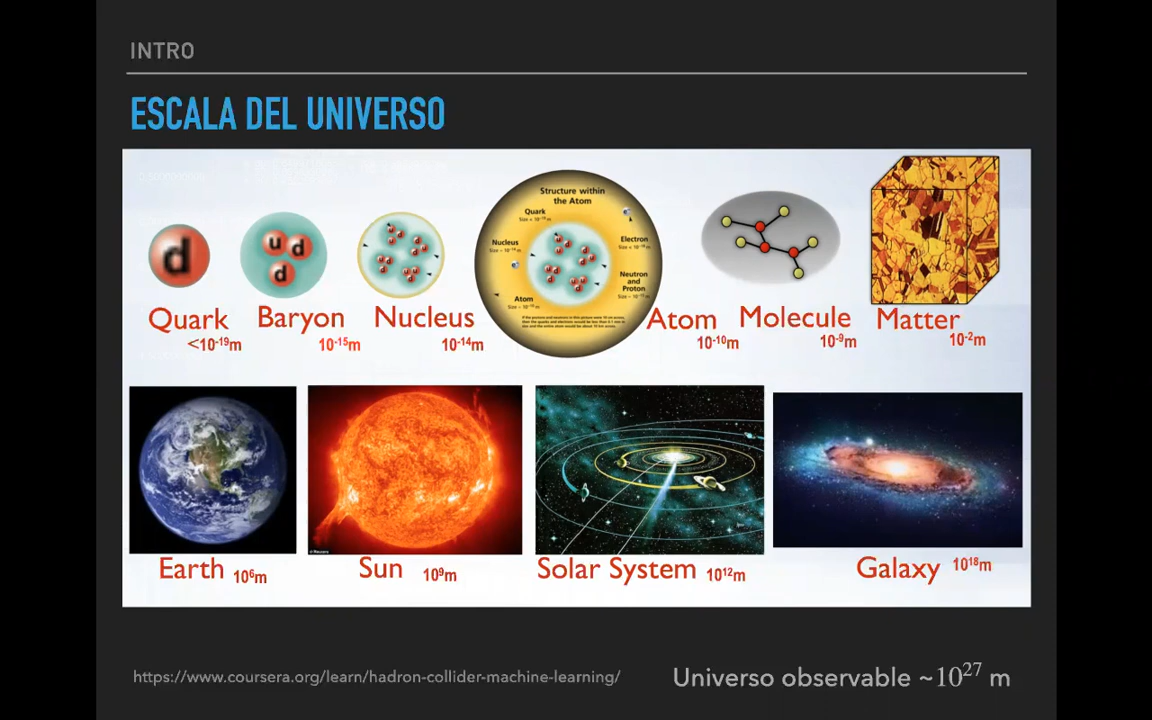 INTRO
ESCALA DEL UNIVERSO
d
u d
d
Structure within
the Atom
Quark
Nucleus
Electron
Neutron
and
Proton
Atom
Quark
<10⁻¹⁹m
Baryon
10⁻¹⁵m
Nucleus
10⁻¹⁴m
Atom
10⁻¹⁰m
Molecule
10⁻⁹m
Matter
10⁻²m
Earth 10⁶m
Sun 10⁹m
Solar System 10¹²m
Galaxy 10¹⁸m
https://www.coursera.org/learn/hadron-collider-machine-learning/
Universo observable ~10²⁷ m